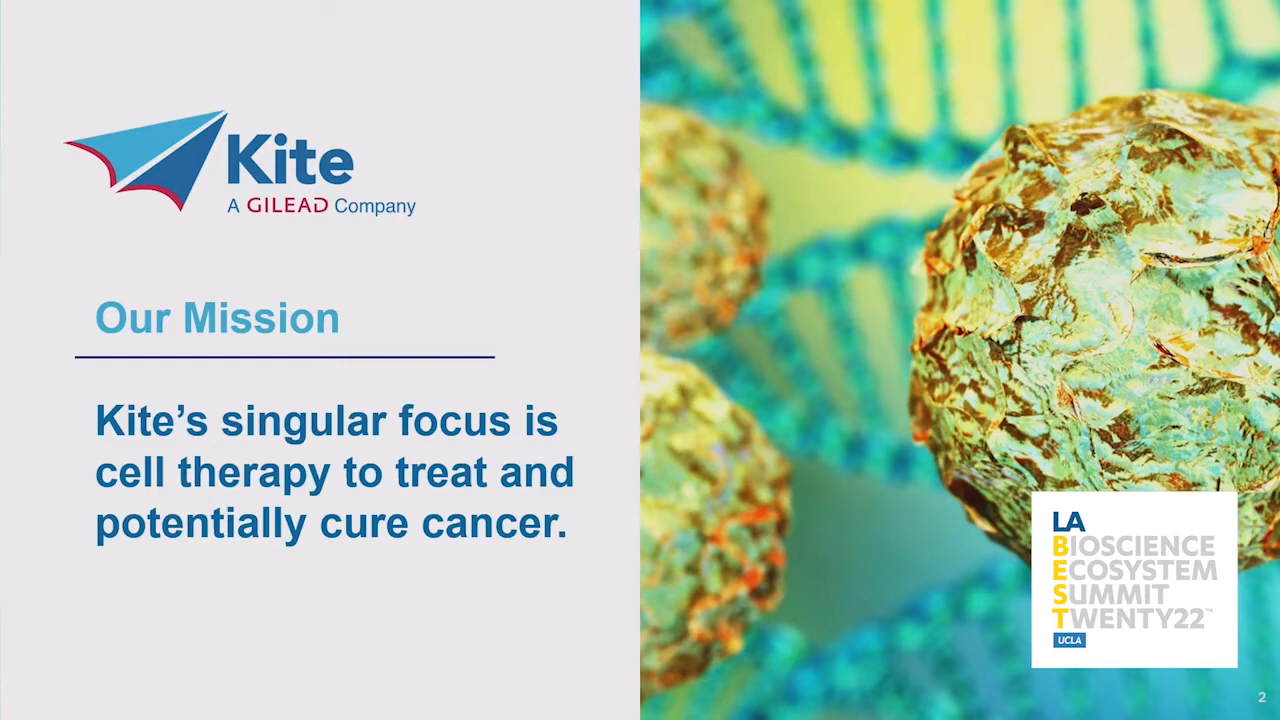 Kite
A GILEAD Company
Our Mission
Kite’s singular focus is
cell therapy to treat and
potentially cure cancer.
LA
BIOSCIENCE
ECOSYSTEM
SUMMIT
TWENTY22™
UCLA
2